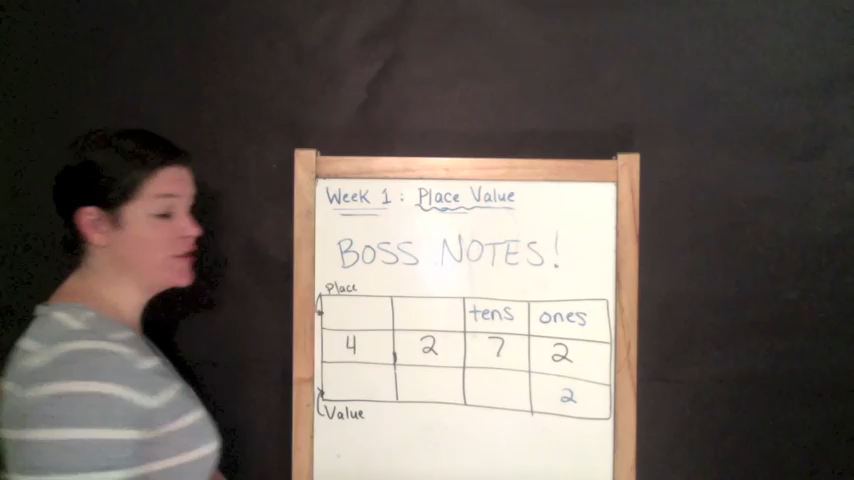 Week 1 : Place Value
BOSS NOTES!
Place
tens ones
4 2 7 2
2
Value